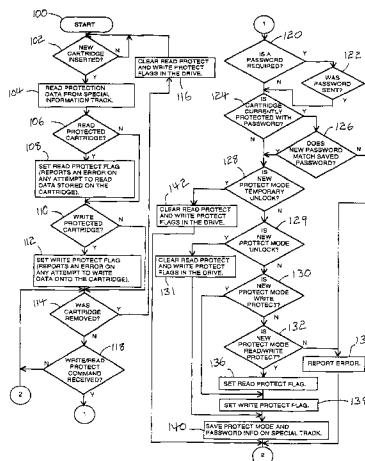 100
START
102
NEW
CARTRIDGE
INSERTED?
N
Y
104
READ PROTECTION
DATA FROM SPECIAL
INFORMATION TRACK.
106
READ
PROTECTED
CARTRIDGE?
N
Y
108
SET READ PROTECT FLAG
(REPORTS AN ERROR ON
ANY ATTEMPT TO READ
DATA STORED ON THE
CARTRIDGE).
110
WRITE
PROTECTED
CARTRIDGE?
N
Y
112
SET WRITE PROTECT FLAG
(REPORTS AN ERROR ON
ANY ATTEMPT TO WRITE
DATA ONTO THE CARTRIDGE).
114
WAS
CARTRIDGE
REMOVED?
Y
N
118
WRITE/READ
PROTECT
COMMAND
RECEIVED?
N
Y
2
1
CLEAR READ PROTECT
AND WRITE PROTECT
FLAGS IN THE DRIVE.
116
1
120
IS A
PASSWORD
REQUIRED?
N
Y
122
WAS
PASSWORD
SENT?
N
Y
124
IS
CARTRIDGE
CURRENTLY
PROTECTED WITH
PASSWORD?
Y
N
126
DOES
NEW PASSWORD
MATCH SAVED
PASSWORD?
N
Y
128
IS
NEW
PROTECT MODE
TEMPORARY
UNLOCK?
Y
N
142
CLEAR READ PROTECT
AND WRITE PROTECT
FLAGS IN THE DRIVE.
129
IS
NEW
PROTECT MODE
UNLOCK?
Y
N
CLEAR READ PROTECT
AND WRITE PROTECT
FLAGS IN THE DRIVE.
131
130
IS
NEW
PROTECT MODE
WRITE
PROTECT?
Y
N
132
IS
NEW
PROTECT MODE
READ/WRITE
PROTECT?
N
Y
REPORT ERROR.
136
SET READ PROTECT FLAG.
SET WRITE PROTECT FLAG.
140
SAVE PROTECT MODE AND
PASSWORD INFO ON SPECIAL TRACK.
2